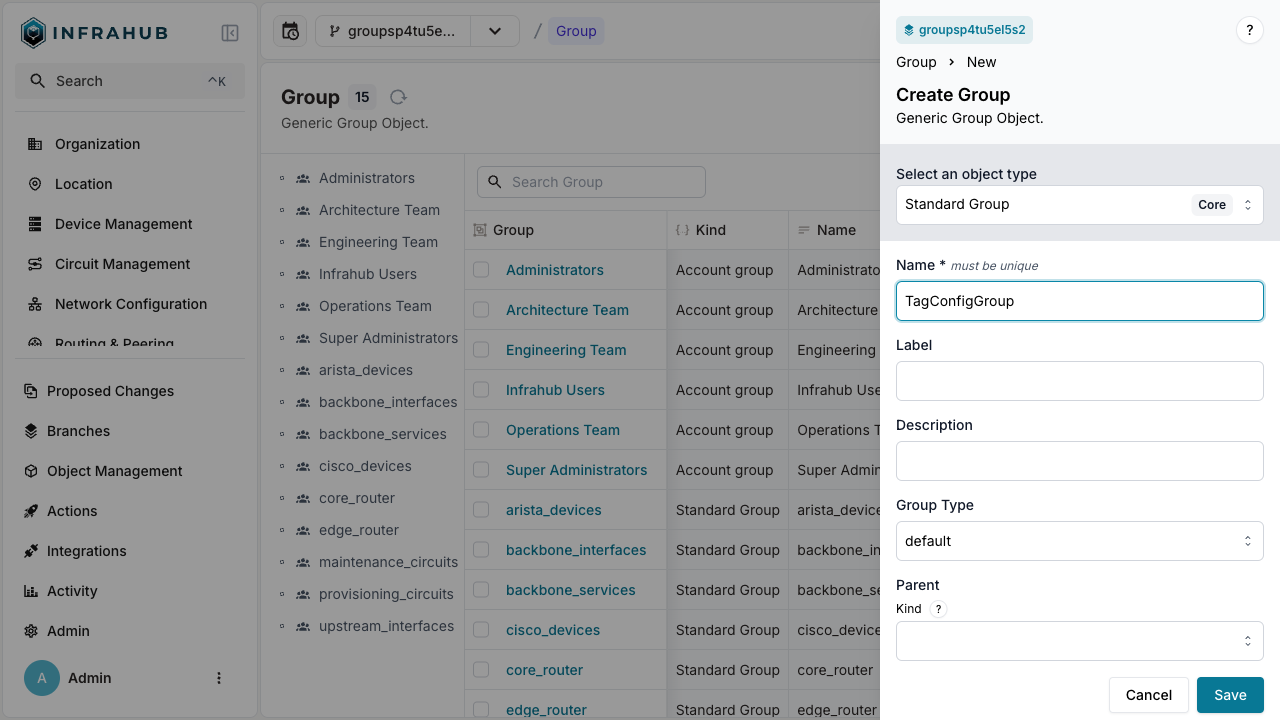 INFRAHUB
Search
^K
Organization
Location
Device Management
Circuit Management
Network Configuration
Routing & Peering
Proposed Changes
Branches
Object Management
Actions
Integrations
Activity
Admin
A
Admin
groupsp4tu5e...
/
Group
Group
15
Generic Group Object.
Administrators
Architecture Team
Engineering Team
Infrahub Users
Operations Team
Super Administrators
arista_devices
backbone_interfaces
backbone_services
cisco_devices
core_router
edge_router
maintenance_circuits
provisioning_circuits
upstream_interfaces
Search Group
Group Kind Name
Administrators Account group Administrato
Architecture Team Account group Architecture
Engineering Team Account group Engineering
Infrahub Users Account group Infrahub Use
Operations Team Account group Operations T
Super Administrators Account group Super Admin
arista_devices Standard Group arista_device
backbone_interfaces Standard Group backbone_in
backbone_services Standard Group backbone_se
cisco_devices Standard Group cisco_device
core_router Standard Group core_router
edge_router Standard Group edge_router
groupsp4tu5el5s2
?
Group > New
Create Group
Generic Group Object.
Select an object type
Standard Group Core
Name * must be unique
TagConfigGroup
Label
Description
Group Type
default
Parent
Kind ?
Cancel
Save